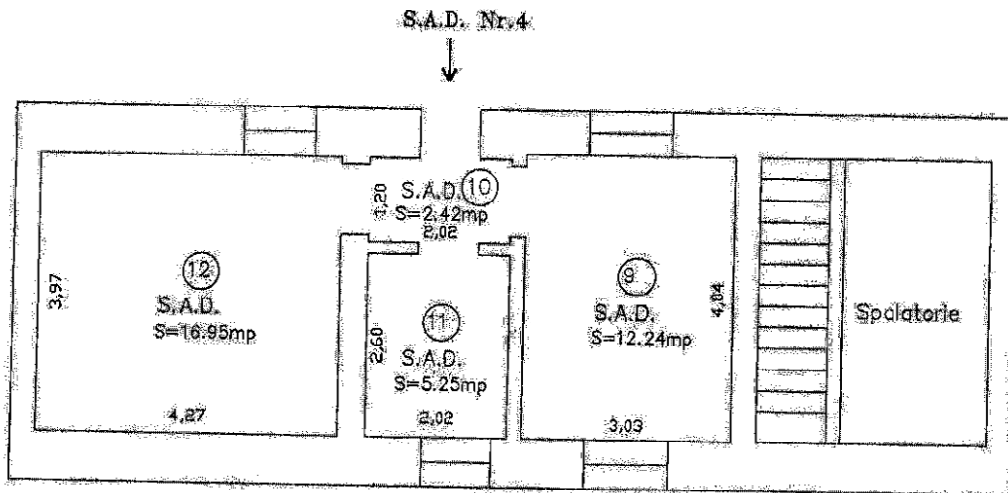 S.A.D. Nr.4
10
S.A.D.
S=2.42mp
1,20
2,02
12
S.A.D.
S=16.95mp
3,97
4,27
11
S.A.D.
S=5.25mp
2,60
2,02
9
S.A.D.
S=12.24mp
4,04
3,03
Spalatorie